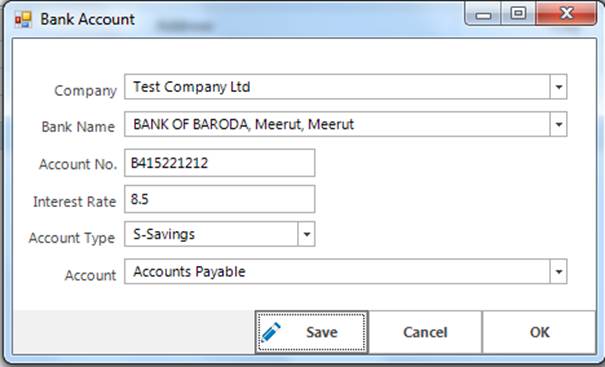 Bank Account
Company Test Company Ltd
Bank Name BANK OF BARODA, Meerut, Meerut
Account No. B415221212
Interest Rate 8.5
Account Type S-Savings
Account Accounts Payable
Save Cancel OK